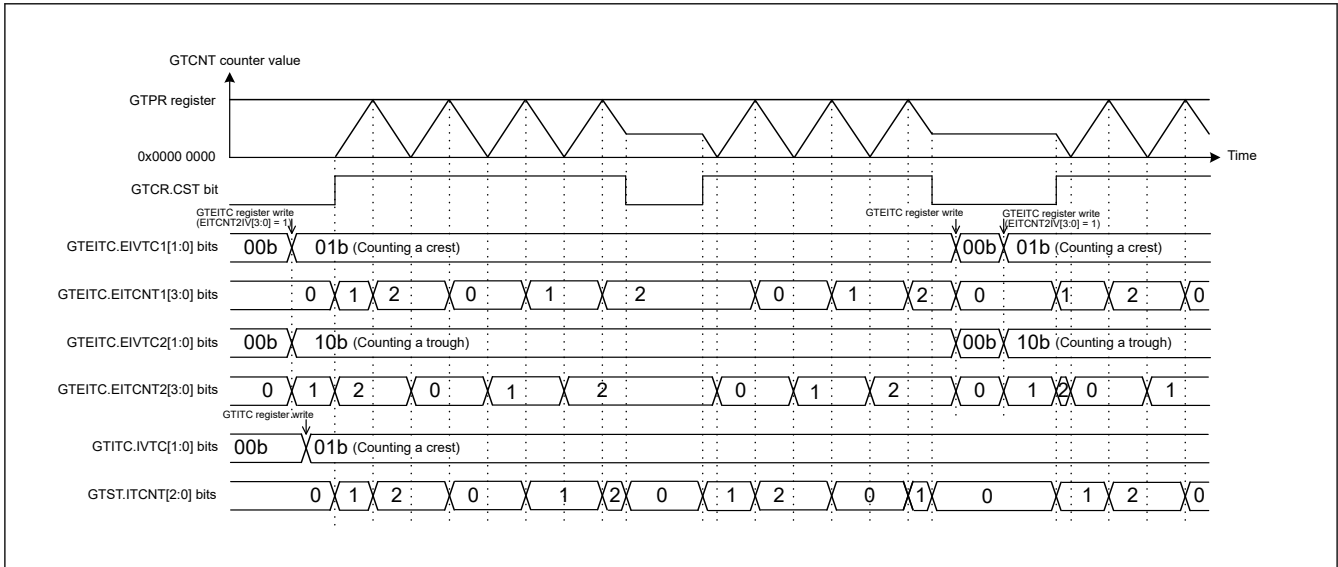 GTCNT counter value
GTPR register
0x0000 0000
Time
GTCR.CST bit
GTEITC register write
(EITCNT2IV[3:0] = 1)
GTEITC register write
GTEITC register write
(EITCNT2IV[3:0] = 1)
GTEITC.EIVTC1[1:0] bits 00b 01b (Counting a crest) 00b 01b (Counting a crest)
GTEITC.EITCNT1[3:0] bits 0 1 2 0 1 2 0 1 2 0 1 2 0
GTEITC.EIVTC2[1:0] bits 00b 10b (Counting a trough) 00b 10b (Counting a trough)
GTEITC.EITCNT2[3:0] bits 0 1 2 0 1 2 0 1 2 0 1 2 0 1
GTITC register write
GTITC.IVTC[1:0] bits 00b 01b (Counting a crest)
GTST.ITCNT[2:0] bits 0 1 2 0 1 2 0 1 2 0 1 0 1 2 0